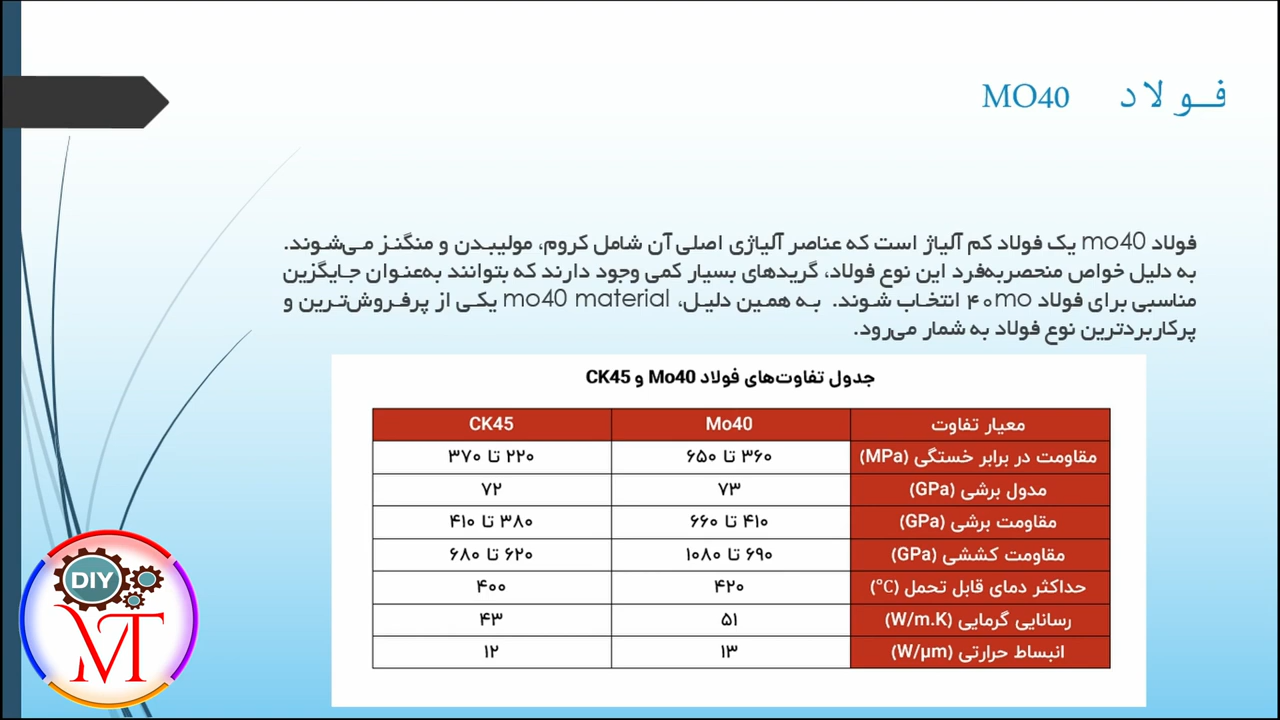 فولاد MO40
فولاد mo40 یک فولاد کم آلیاژ است که عناصر آلیاژی اصلی آن شامل کروم، مولیبدن و منگنز می‌شوند.
به دلیل خواص منحصربه‌فرد این نوع فولاد، گریدهای بسیار کمی وجود دارند که بتوانند به‌عنوان جایگزین
مناسبی برای فولاد ۴۰mo انتخاب شوند. به همین دلیل، mo40 material یکی از پرفروش‌ترین و
پرکاربردترین نوع فولاد به شمار می‌رود.
جدول تفاوت‌های فولاد Mo40 و CK45
معیار تفاوت Mo40 CK45
مقاومت در برابر خستگی (MPa) ۳۶۰ تا ۶۵۰ ۲۲۰ تا ۳۷۰
مدول برشی (GPa) ۷۳ ۷۲
مقاومت برشی (GPa) ۴۱۰ تا ۶۶۰ ۳۸۰ تا ۴۱۰
مقاومت کششی (GPa) ۶۹۰ تا ۱۰۸۰ ۶۲۰ تا ۶۸۰
حداکثر دمای قابل تحمل (°C) ۴۲۰ ۴۰۰
رسانایی گرمایی (W/m.K) ۵۱ ۴۳
انبساط حرارتی (W/µm) ۱۳ ۱۲
DIY
MT